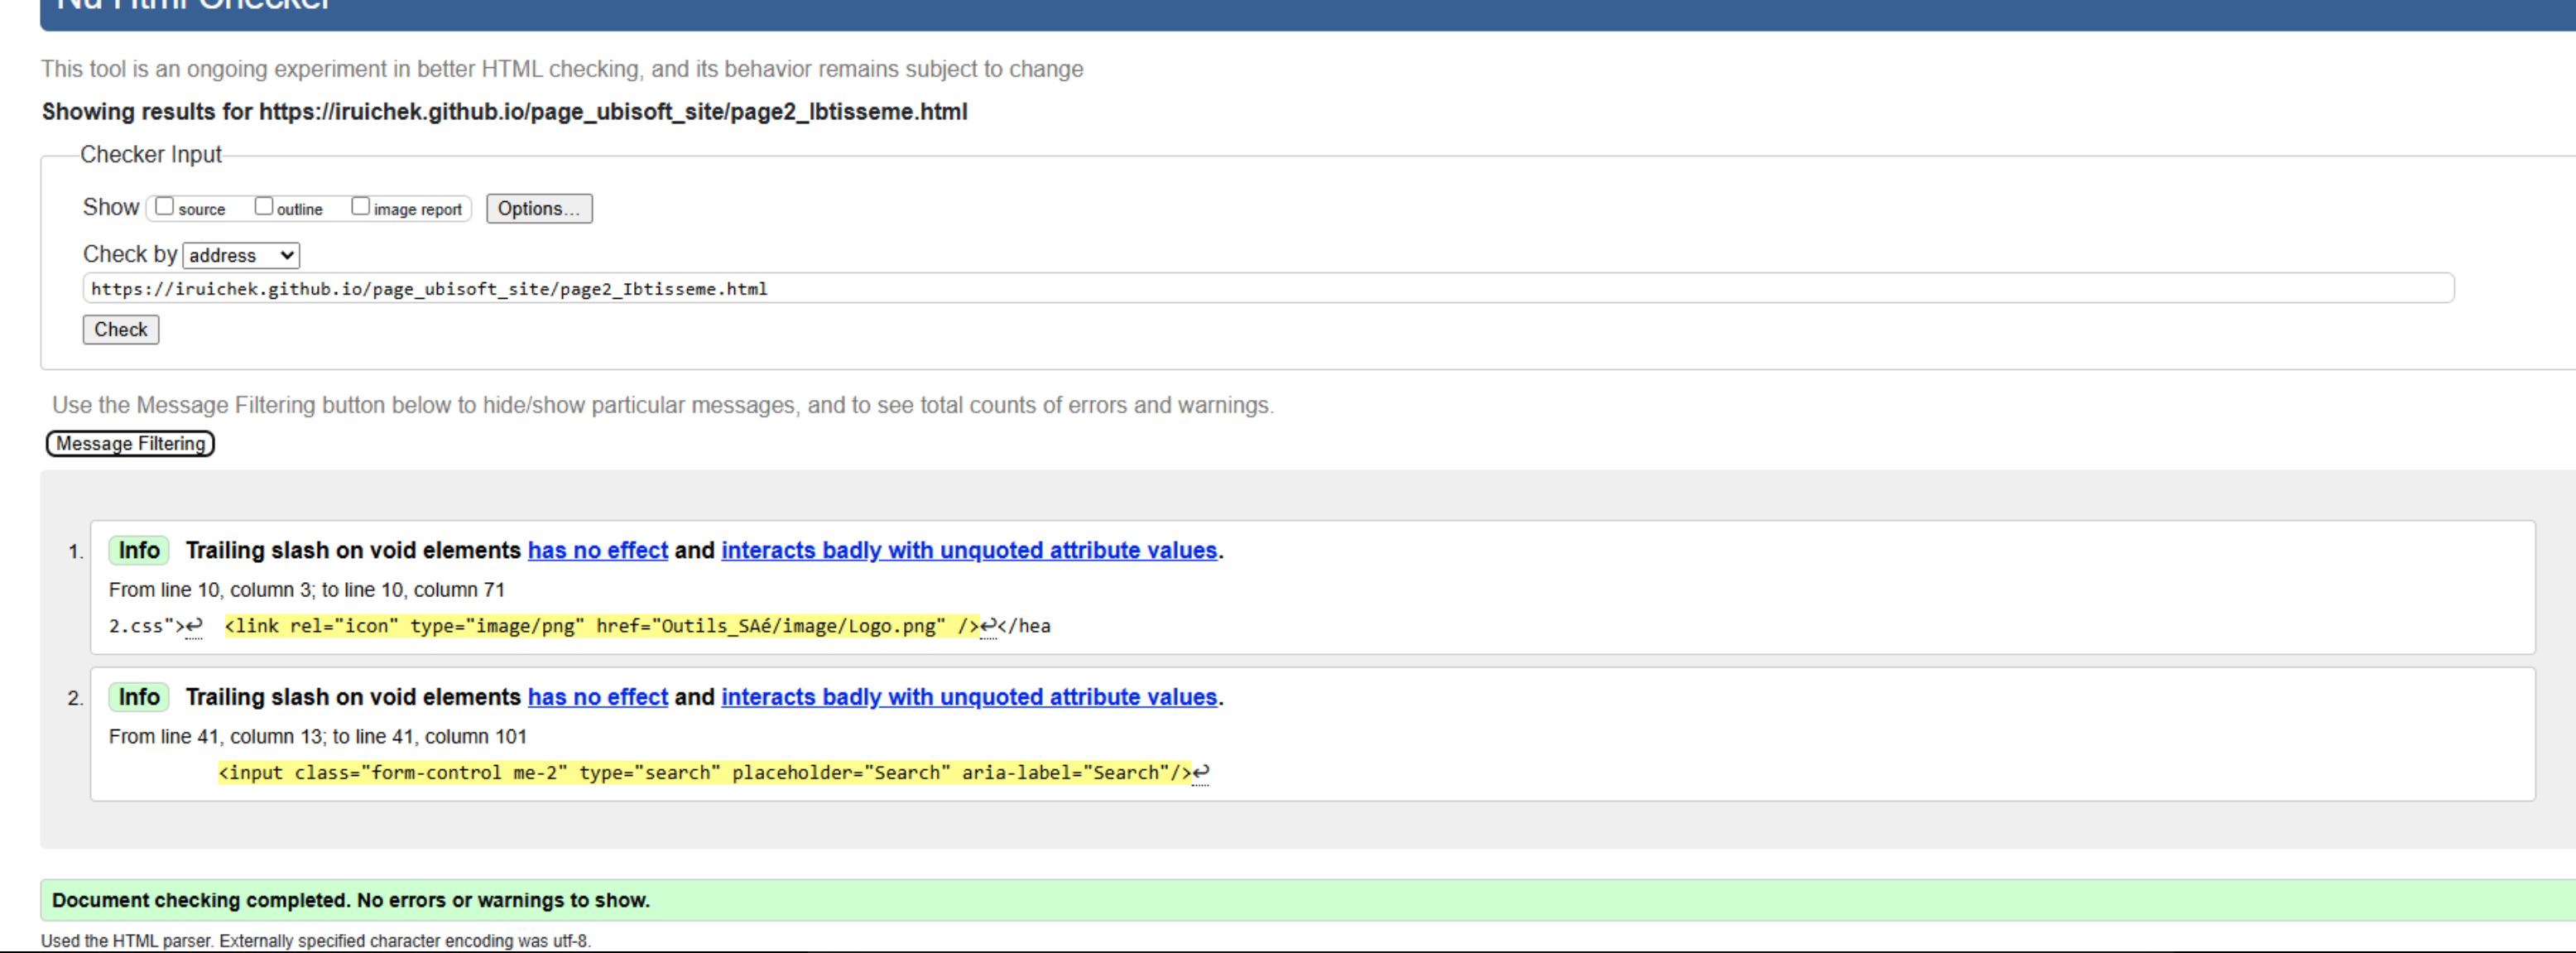 Nu Html Checker
This tool is an ongoing experiment in better HTML checking, and its behavior remains subject to change
Showing results for https://iruichek.github.io/page_ubisoft_site/page2_Ibtisseme.html
Checker Input
Show source outline image report Options...
Check by address
https://iruichek.github.io/page_ubisoft_site/page2_Ibtisseme.html
Check
Use the Message Filtering button below to hide/show particular messages, and to see total counts of errors and warnings.
Message Filtering
1. Info Trailing slash on void elements has no effect and interacts badly with unquoted attribute values.
From line 10, column 3; to line 10, column 71
2.css">↩ <link rel="icon" type="image/png" href="Outils_SAé/image/Logo.png" />↩</hea
2. Info Trailing slash on void elements has no effect and interacts badly with unquoted attribute values.
From line 41, column 13; to line 41, column 101
<input class="form-control me-2" type="search" placeholder="Search" aria-label="Search"/>↩
Document checking completed. No errors or warnings to show.
Used the HTML parser. Externally specified character encoding was utf-8.